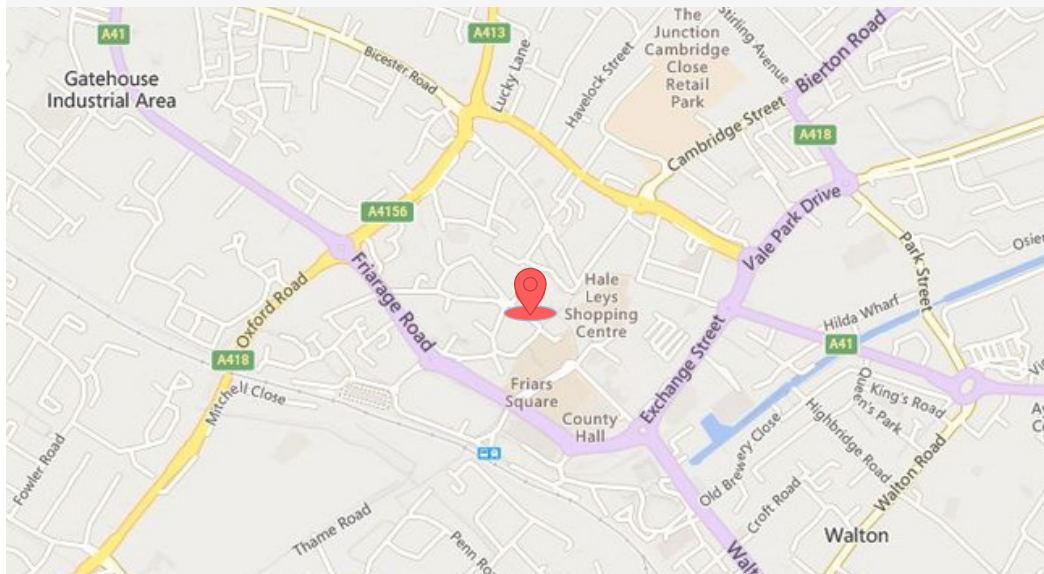 A41
A413
Bicester Road
Lucky Lane
Havelock Street
The
Junction
Cambridge
Close
Retail
Park
Stirling Avenue
Bierton Road
Gatehouse
Industrial Area
A418
Cambridge Street
A4156
Vale Park Drive
Park Street
Osier
Friarage Road
Oxford Road
Hale
Leys
Shopping
Centre
Hilda Wharf
A41
A418
Mitchell Close
Exchange Street
Friars
Square
County
Hall
Queen's Park
King's Road
Highbridge Road
Old Brewery Close
Walton Road
Croft Road
Fowler Road
Thame Road
Penn Road
Walton